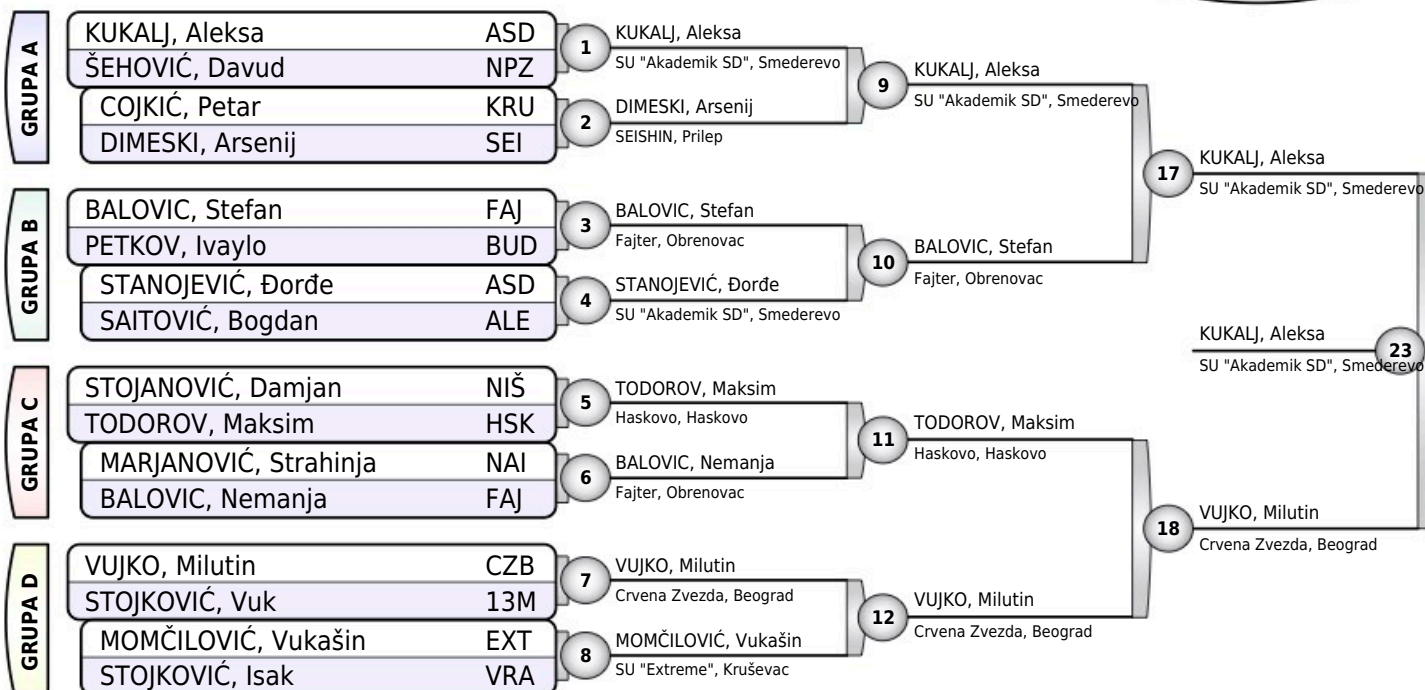 GRUPA A
KUKALJ, Aleksa ASD
ŠEHOVIĆ, Davud NPZ
COJKIĆ, Petar KRU
DIMESKI, Arsenij SEI
1
KUKALJ, Aleksa
SU "Akademik SD", Smederevo
2
DIMESKI, Arsenij
SEISHIN, Prilep
9
KUKALJ, Aleksa
SU "Akademik SD", Smederevo
GRUPA B
BALOVIC, Stefan FAJ
PETKOV, Ivaylo BUD
STANOJEVIĆ, Đorđe ASD
SAITOVIĆ, Bogdan ALE
3
BALOVIC, Stefan
Fajter, Obrenovac
4
STANOJEVIĆ, Đorđe
SU "Akademik SD", Smederevo
10
BALOVIC, Stefan
Fajter, Obrenovac
17
KUKALJ, Aleksa
SU "Akademik SD", Smederevo
GRUPA C
STOJANOVIĆ, Damjan NIŠ
TODOROV, Maksim HSK
MARJANOVIĆ, Strahinja NAI
BALOVIC, Nemanja FAJ
5
TODOROV, Maksim
Haskovo, Haskovo
6
BALOVIC, Nemanja
Fajter, Obrenovac
11
TODOROV, Maksim
Haskovo, Haskovo
GRUPA D
VUJKO, Milutin CZB
STOJKOVIĆ, Vuk 13M
MOMČILOVIĆ, Vukašin EXT
STOJKOVIĆ, Isak VRA
7
VUJKO, Milutin
Crvena Zvezda, Beograd
8
MOMČILOVIĆ, Vukašin
SU "Extreme", Kruševac
12
VUJKO, Milutin
Crvena Zvezda, Beograd
18
VUJKO, Milutin
Crvena Zvezda, Beograd
23
KUKALJ, Aleksa
SU "Akademik SD", Smederevo